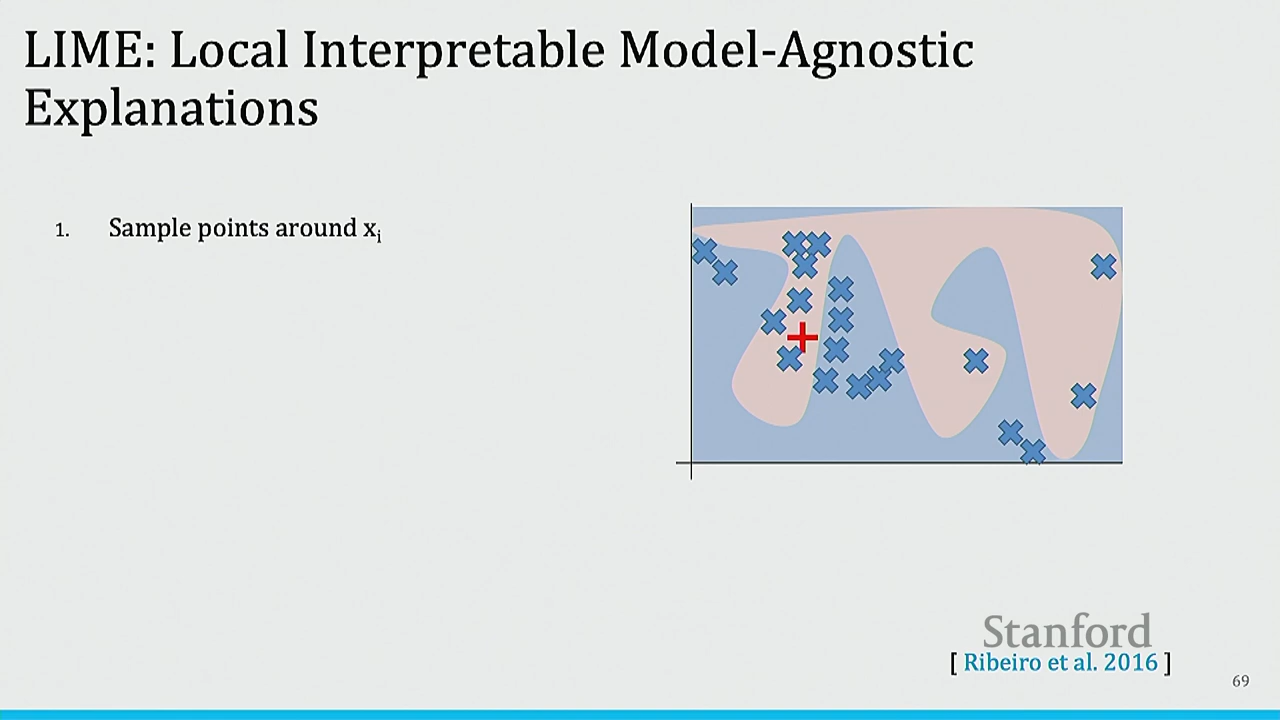 LIME: Local Interpretable Model-Agnostic
Explanations
1. Sample points around xᵢ
Stanford
[ Ribeiro et al. 2016 ]
69